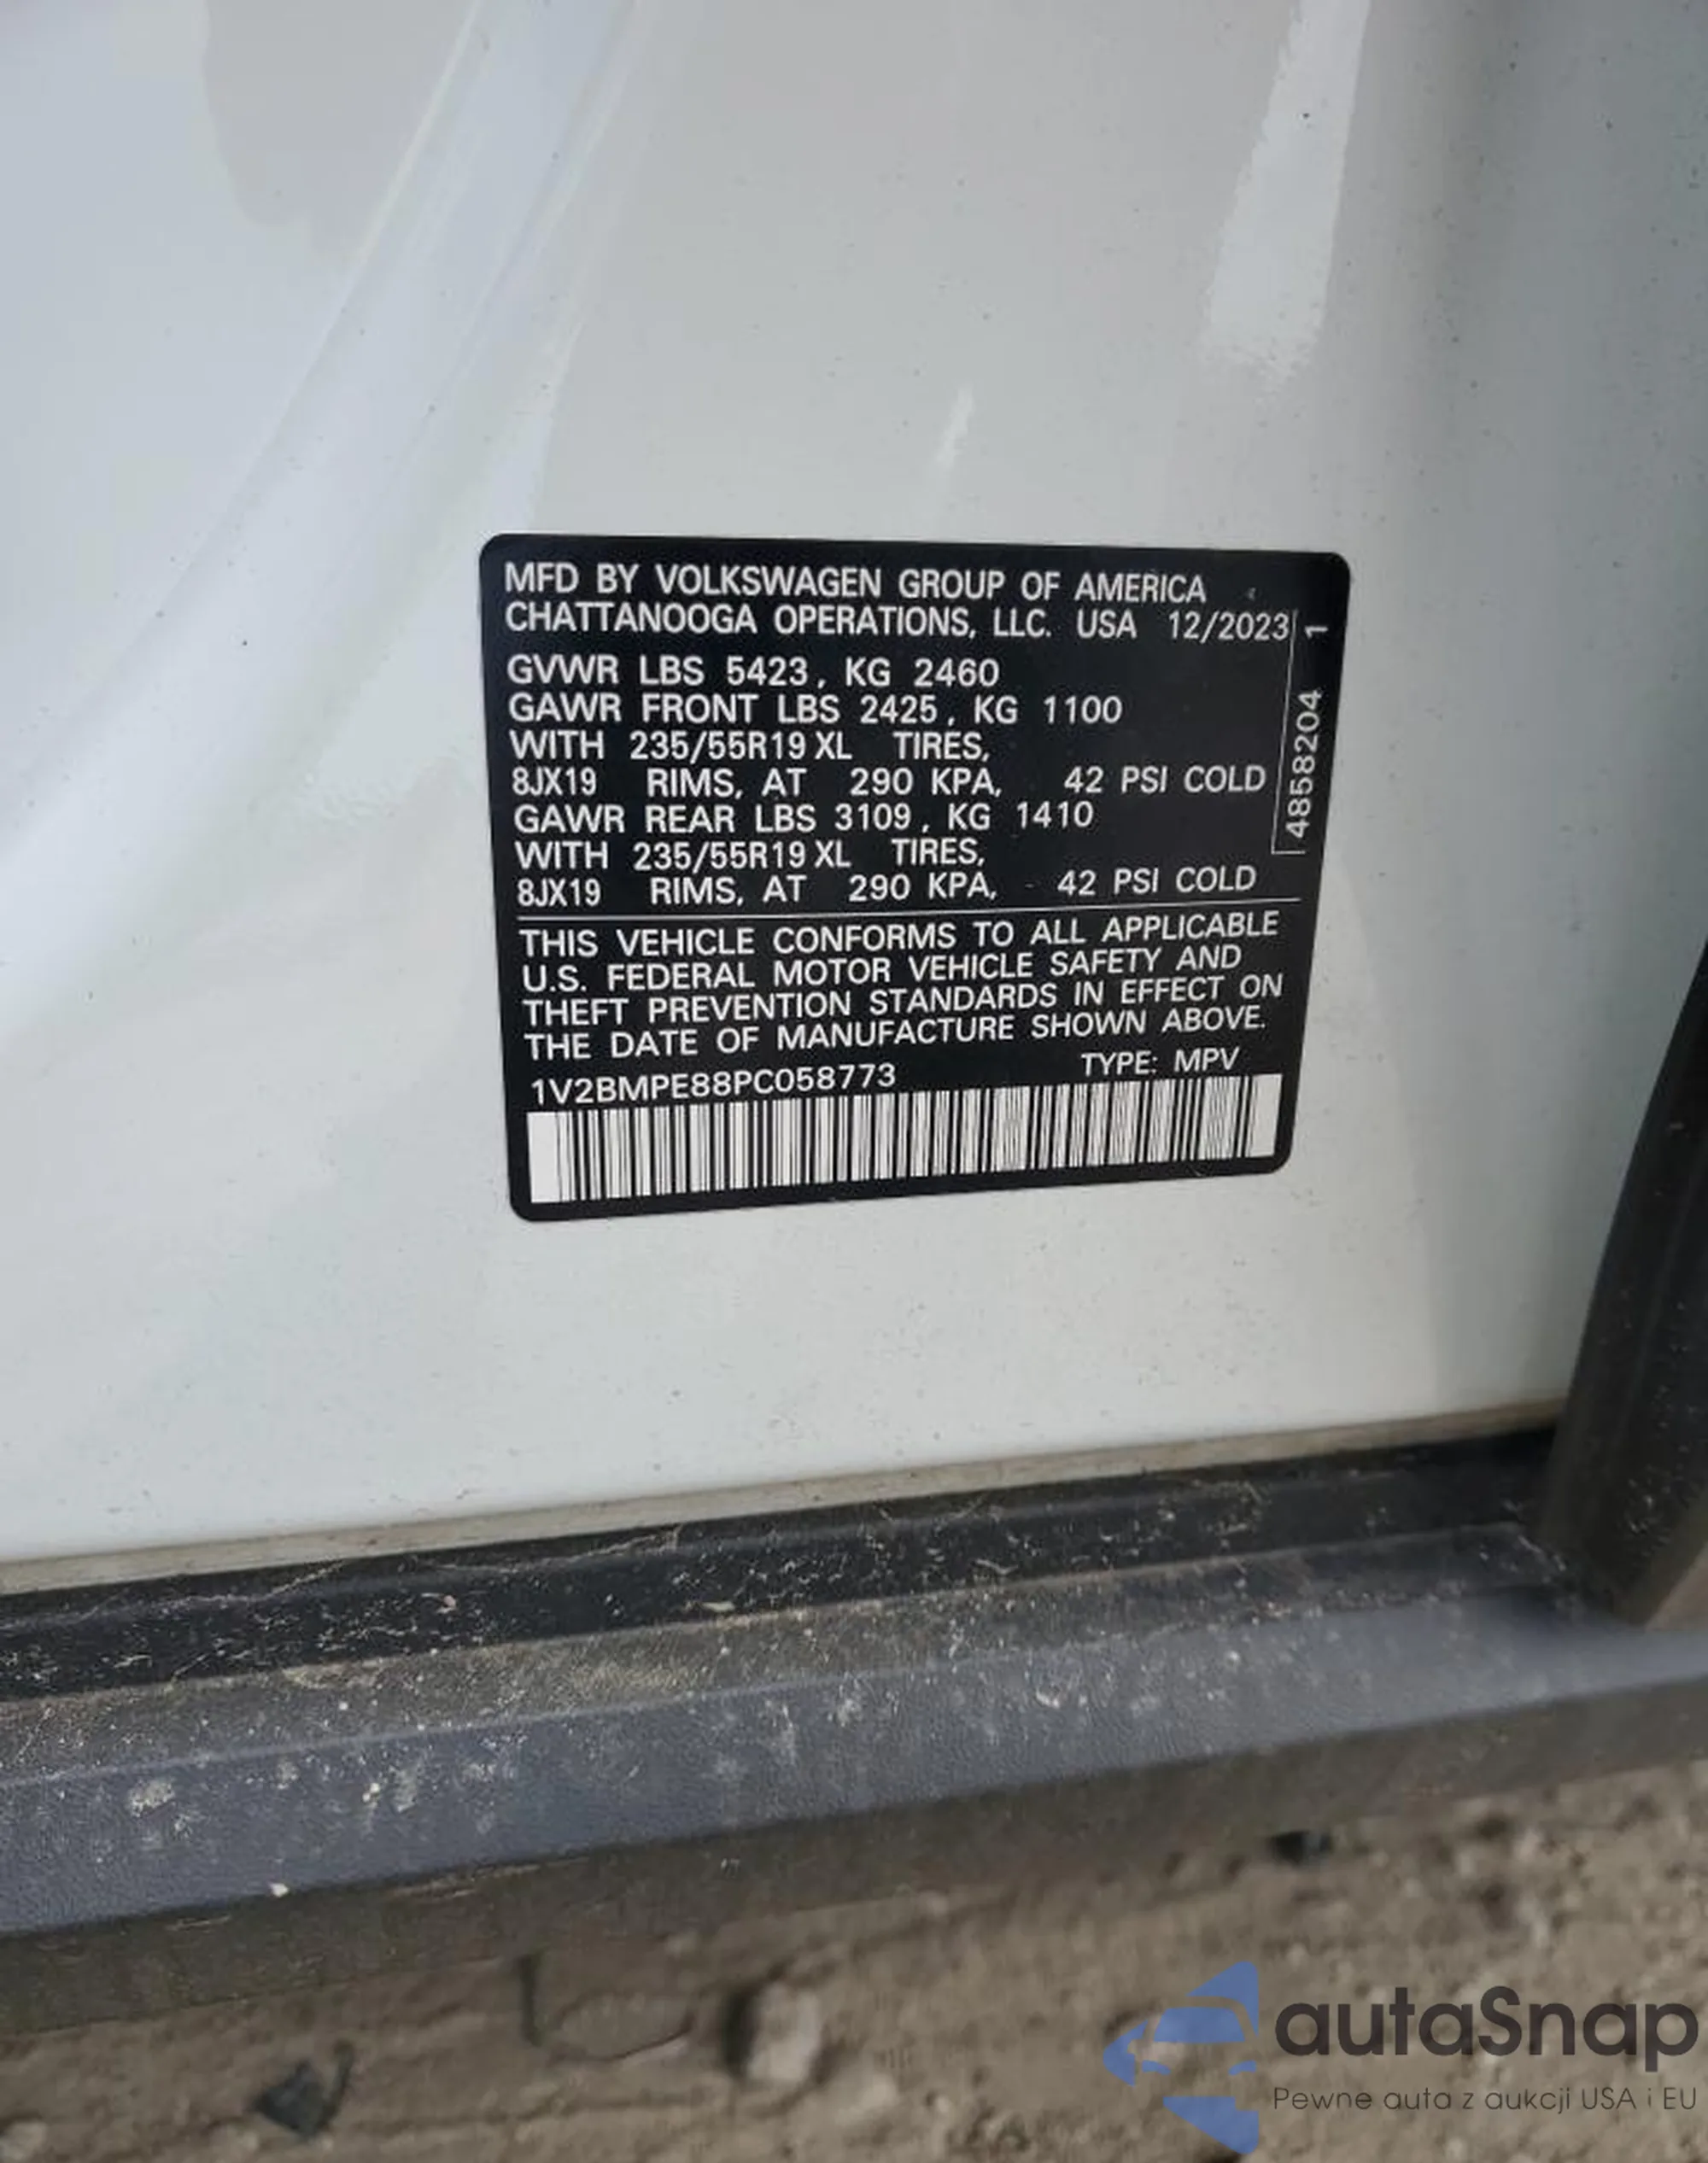 MFD BY VOLKSWAGEN GROUP OF AMERICA
CHATTANOOGA OPERATIONS, LLC. USA 12/2023
GVWR LBS 5423, KG 2460
GAWR FRONT LBS 2425, KG 1100
WITH 235/55R19 XL TIRES,
8JX19 RIMS, AT 290 KPA, 42 PSI COLD
GAWR REAR LBS 3109, KG 1410
WITH 235/55R19 XL TIRES,
8JX19 RIMS, AT 290 KPA, 42 PSI COLD
4858204 1
THIS VEHICLE CONFORMS TO ALL APPLICABLE
U.S. FEDERAL MOTOR VEHICLE SAFETY AND
THEFT PREVENTION STANDARDS IN EFFECT ON
THE DATE OF MANUFACTURE SHOWN ABOVE.
1V2BMPE88PC058773 TYPE: MPV
autaSnap
Pewne auta z aukcji USA i EU